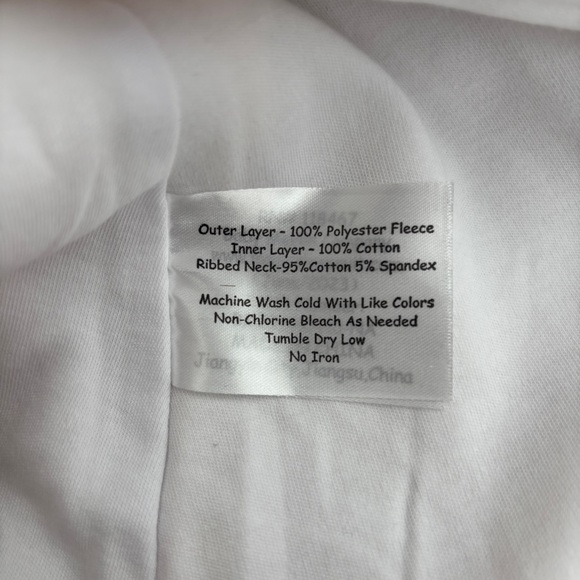 Outer Layer - 100% Polyester Fleece
Inner Layer - 100% Cotton
Ribbed Neck-95%Cotton 5% Spandex
Machine Wash Cold With Like Colors
Non-Chlorine Bleach As Needed
Tumble Dry Low
No Iron
Jiangsu,China